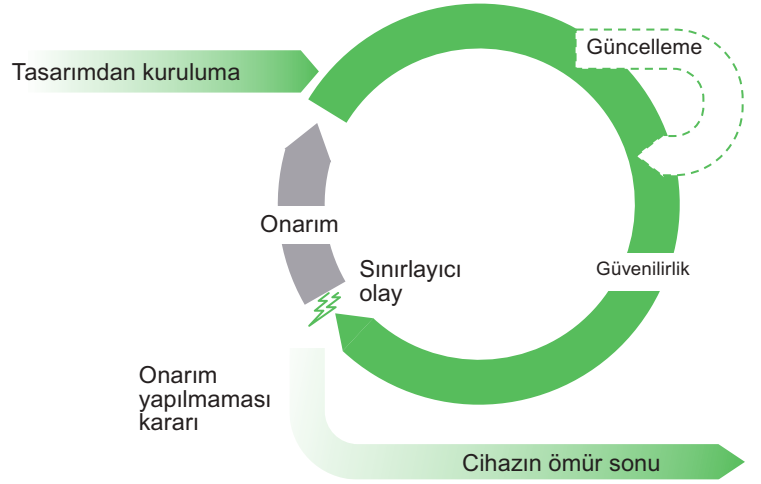 Güncelleme
Tasarımdan kuruluma
Onarım
Sınırlayıcı
olay
Güvenilirlik
Onarım
yapılmaması
kararı
Cihazın ömür sonu